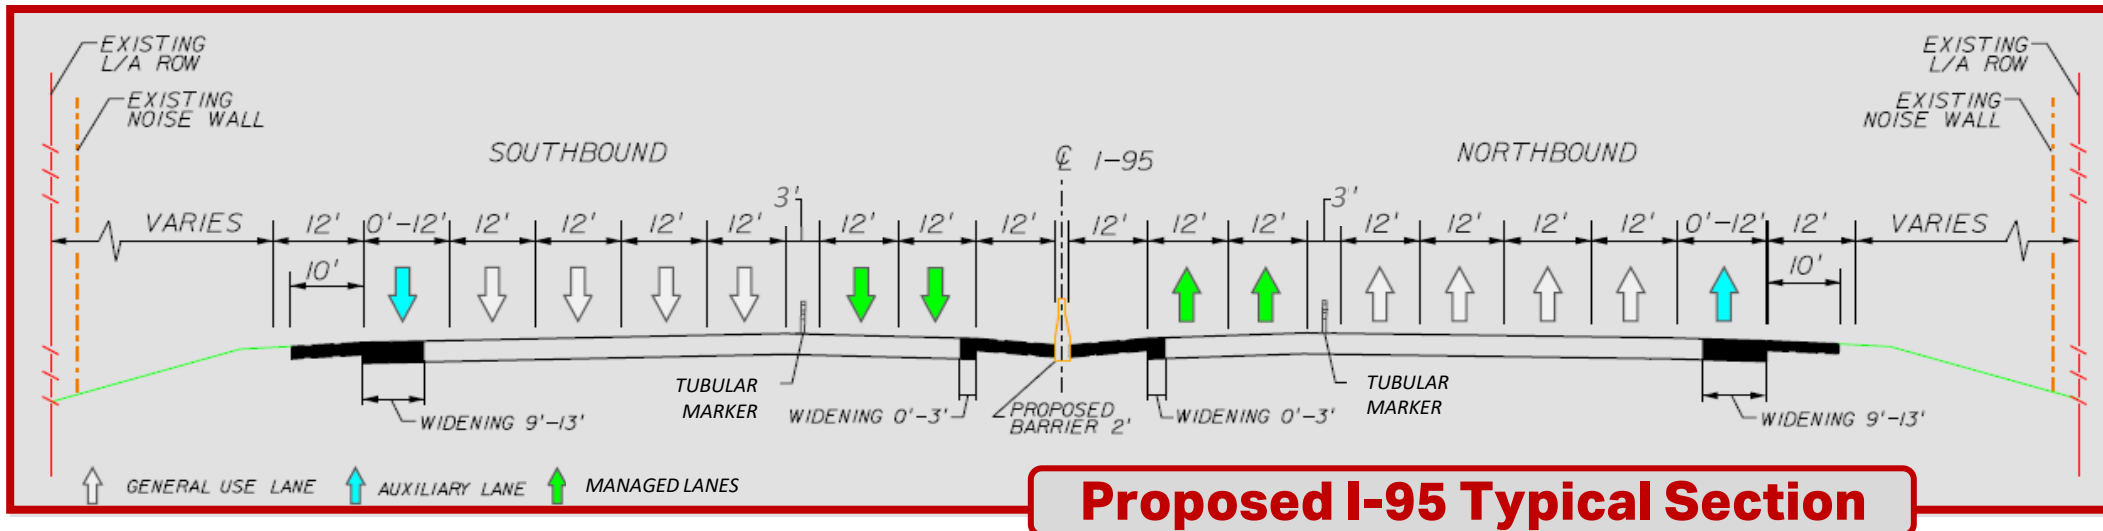 EXISTING
L/A ROW
EXISTING
NOISE WALL
EXISTING
L/A ROW
EXISTING
NOISE WALL
SOUTHBOUND
℄ I-95
NORTHBOUND
3'
3'
VARIES 12' 0'-12' 12' 12' 12' 12' 12' 12' 12' 12' 12' 12' 12' 12' 12' 12' 0'-12' 12' VARIES
10'
10'
TUBULAR
MARKER
TUBULAR
MARKER
WIDENING 9'-13'
WIDENING 0'-3'
PROPOSED
BARRIER 2'
WIDENING 0'-3'
WIDENING 9'-13'
GENERAL USE LANE AUXILIARY LANE MANAGED LANES
Proposed I-95 Typical Section